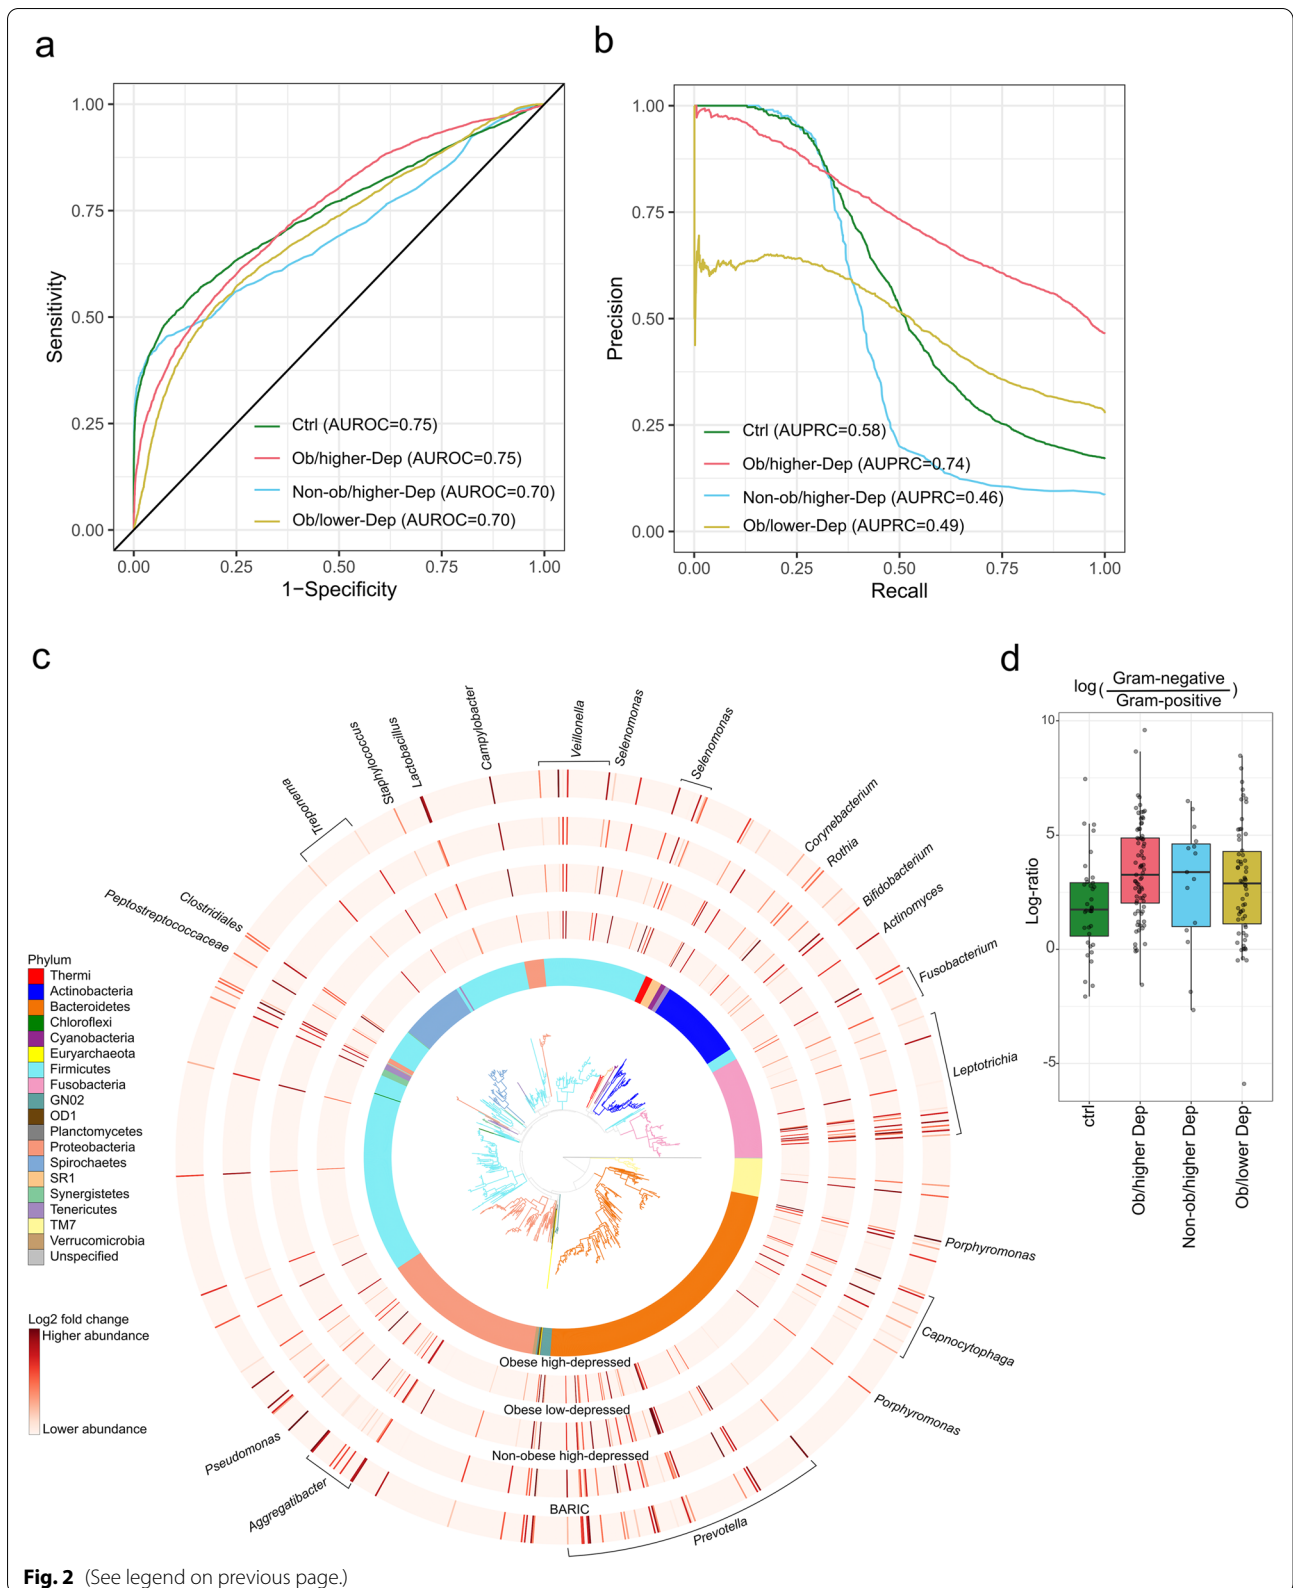 a
1.00
0.75
0.50
0.25
0.00
Sensitivity
Ctrl (AUROC=0.75)
Ob/higher-Dep (AUROC=0.75)
Non-ob/higher-Dep (AUROC=0.70)
Ob/lower-Dep (AUROC=0.70)
0.00 0.25 0.50 0.75 1.00
1−Specificity
b
1.00
0.75
0.50
0.25
0.00
Precision
Ctrl (AUPRC=0.58)
Ob/higher-Dep (AUPRC=0.74)
Non-ob/higher-Dep (AUPRC=0.46)
Ob/lower-Dep (AUPRC=0.49)
0.00 0.25 0.50 0.75 1.00
Recall
c
Peptostreptococcaceae
Clostridiales
Treponema
Staphylococcus
Lactobacillus
Campylobacter
Veillonella
Selenomonas
Selenomonas
Corynebacterium
Rothia
Bifidobacterium
Actinomyces
Fusobacterium
Leptotrichia
Porphyromonas
Capnocytophaga
Porphyromonas
Prevotella
Aggregatibacter
Pseudomonas
Phylum
Thermi
Actinobacteria
Bacteroidetes
Chloroflexi
Cyanobacteria
Euryarchaeota
Firmicutes
Fusobacteria
GN02
OD1
Planctomycetes
Proteobacteria
Spirochaetes
SR1
Synergistetes
Tenericutes
TM7
Verrucomicrobia
Unspecified
Log2 fold change
Higher abundance
Lower abundance
Obese high-depressed
Obese low-depressed
Non-obese high-depressed
BARIC
d
log( Gram-negative / Gram-positive )
10
5
0
−5
Log-ratio
ctrl
Ob/higher Dep
Non-ob/higher Dep
Ob/lower Dep
Fig. 2 (See legend on previous page.)